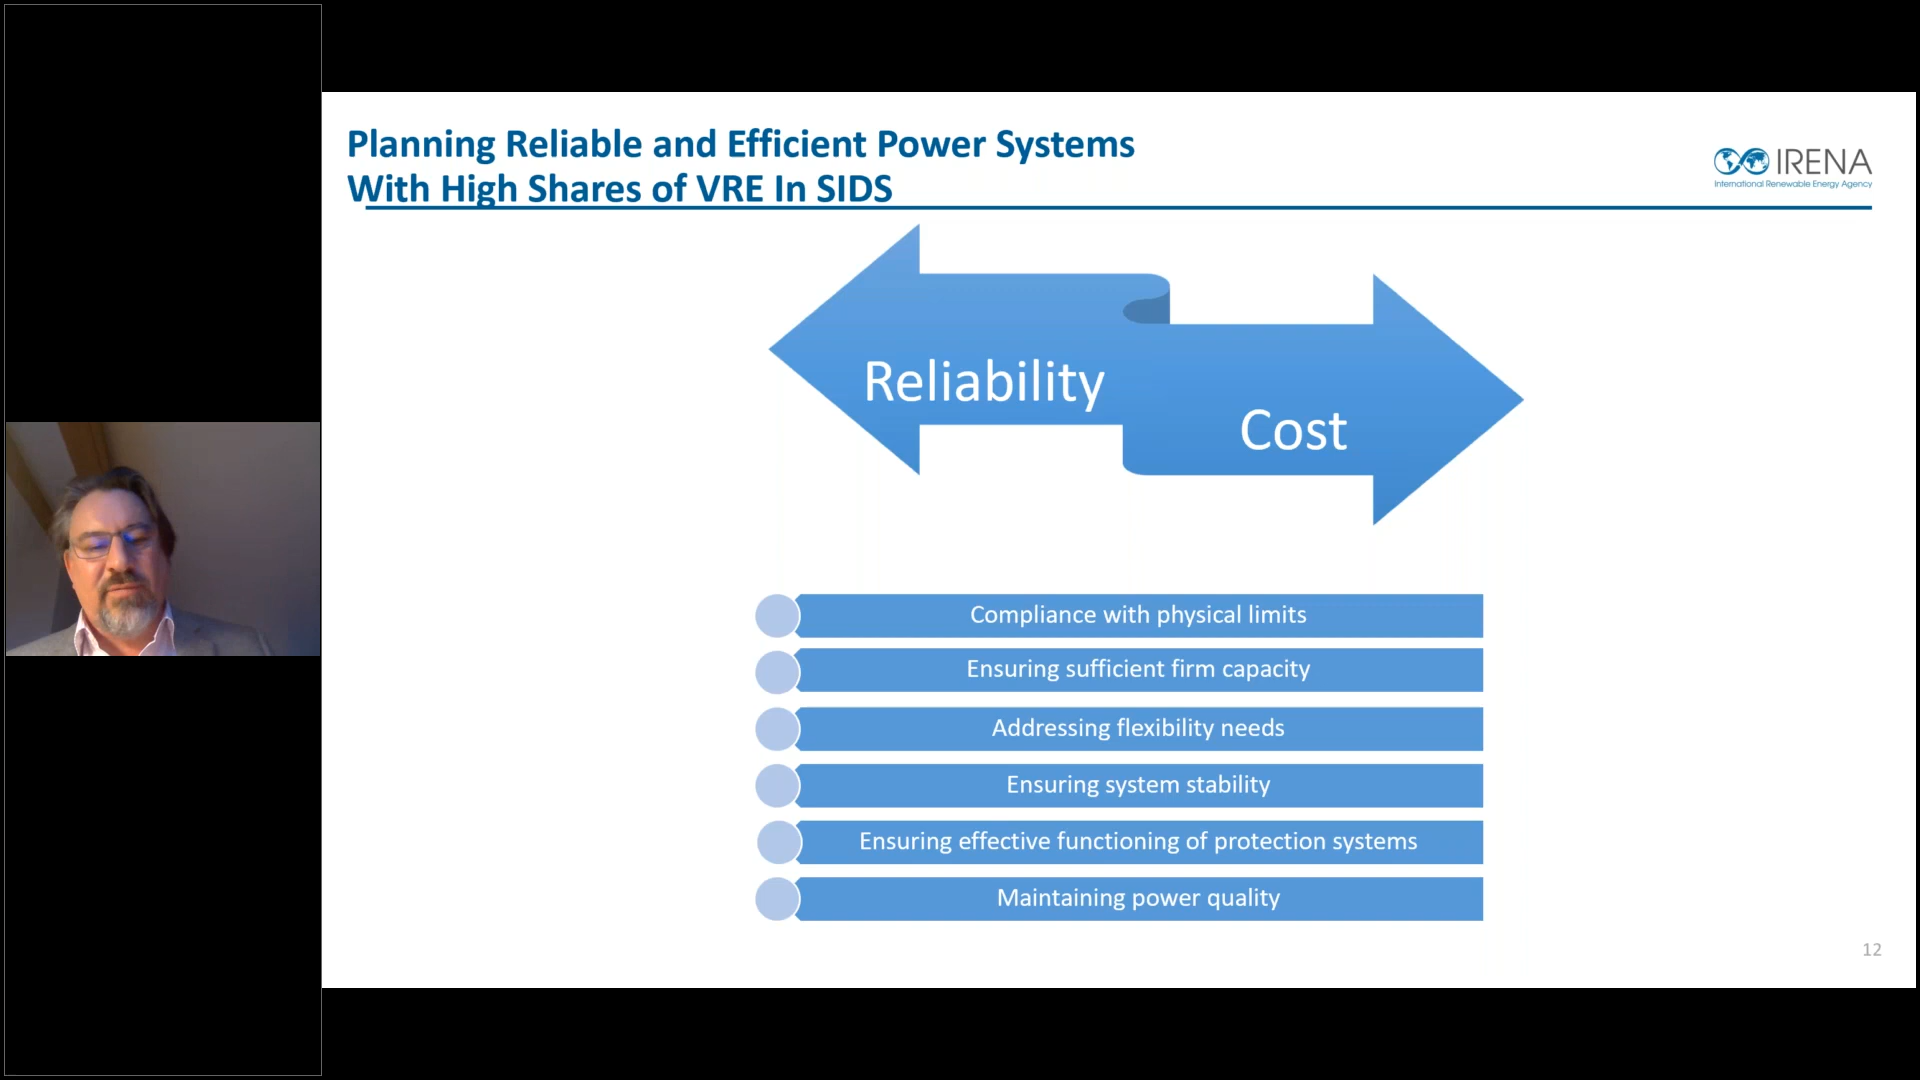 Planning Reliable and Efficient Power Systems
With High Shares of VRE In SIDS
IRENA
International Renewable Energy Agency
Reliability
Cost
Compliance with physical limits
Ensuring sufficient firm capacity
Addressing flexibility needs
Ensuring system stability
Ensuring effective functioning of protection systems
Maintaining power quality
12